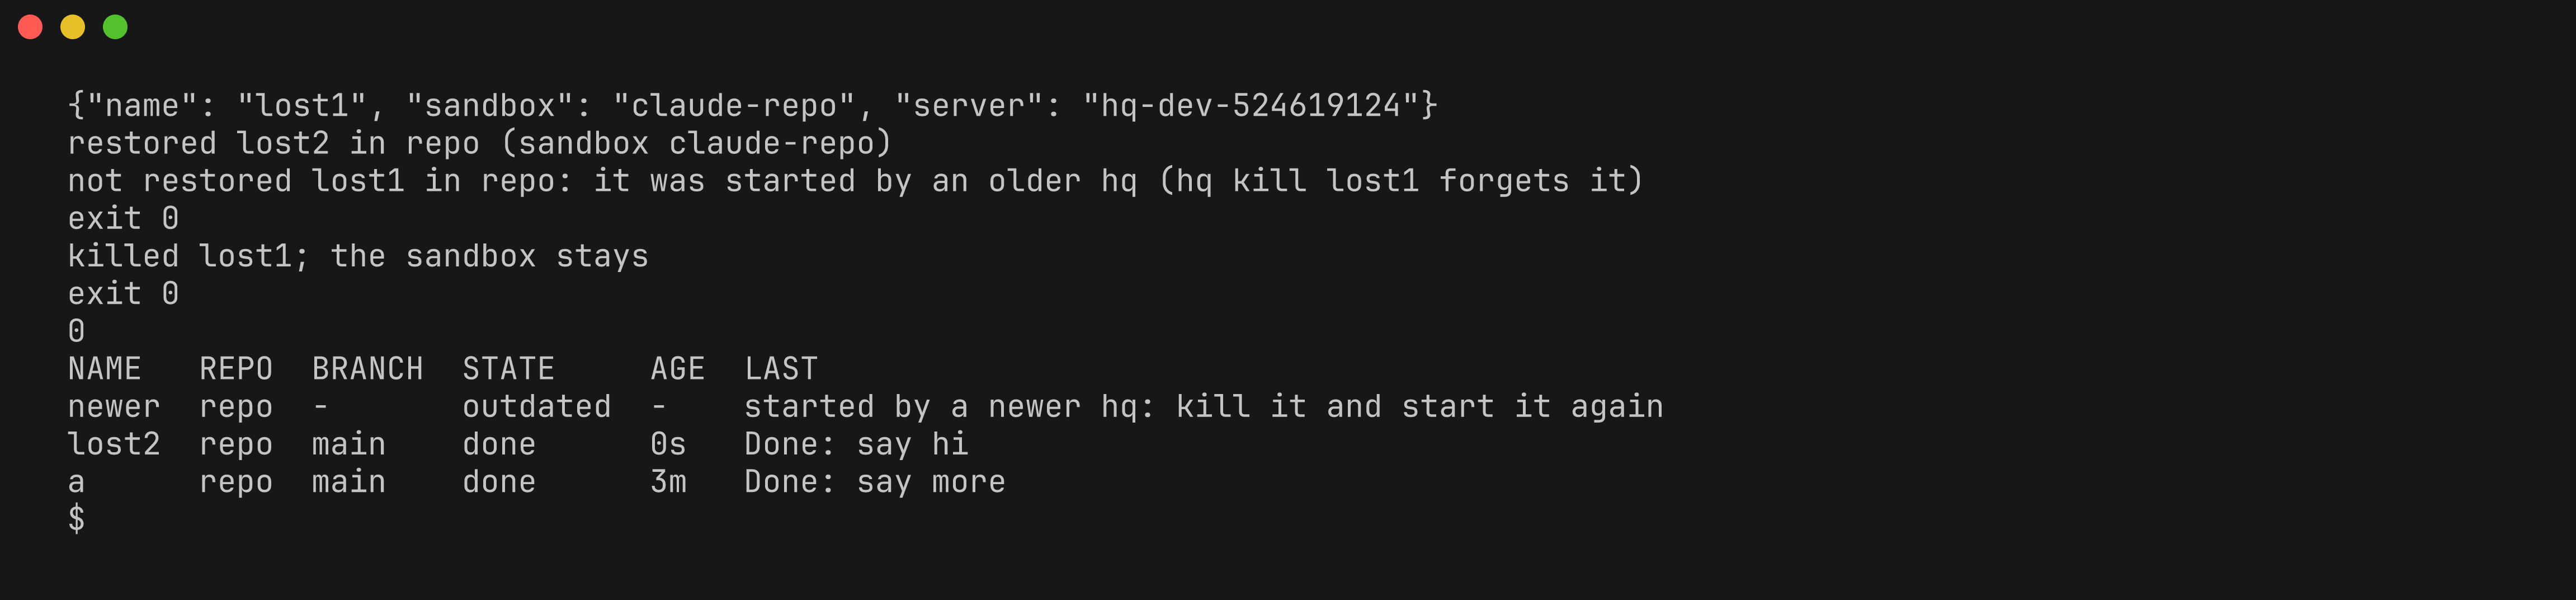 {"name": "lost1", "sandbox": "claude-repo", "server": "hq-dev-524619124"}
restored lost2 in repo (sandbox claude-repo)
not restored lost1 in repo: it was started by an older hq (hq kill lost1 forgets it)
exit 0
killed lost1; the sandbox stays
exit 0
0
NAME   REPO  BRANCH  STATE     AGE  LAST
newer  repo  -       outdated  -    started by a newer hq: kill it and start it again
lost2  repo  main    done      0s   Done: say hi
a      repo  main    done      3m   Done: say more
$